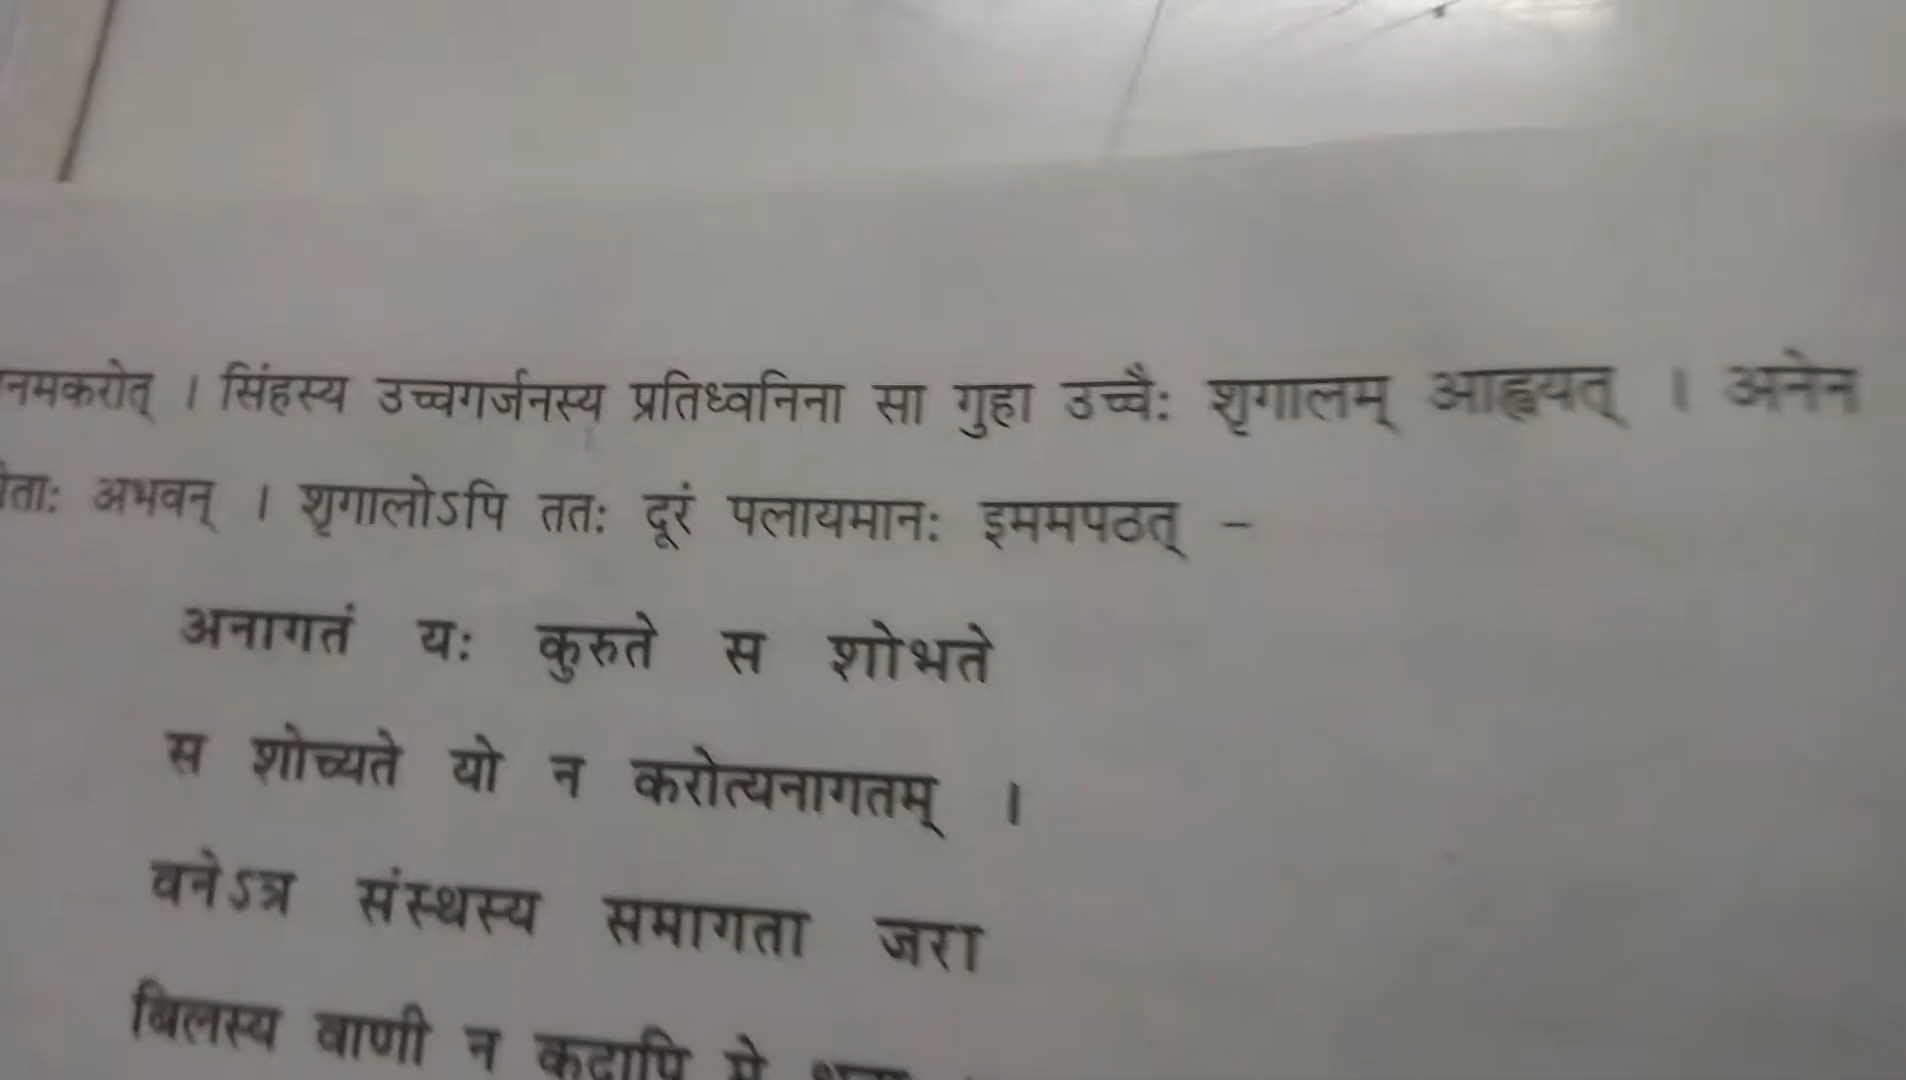 नमकरोत् । सिंहस्य उच्चगर्जनस्य प्रतिध्वनिना सा गुहा उच्चैः शृगालम् आह्वयत् । अनेन
ताः अभवन् । शृगालोऽपि ततः दूरं पलायमानः इममपठत् –
अनागतं यः कुरुते स शोभते
स शोच्यते यो न करोत्यनागतम् ।
वनेऽत्र संस्थस्य समागता जरा
बिलस्य वाणी न कदापि मे